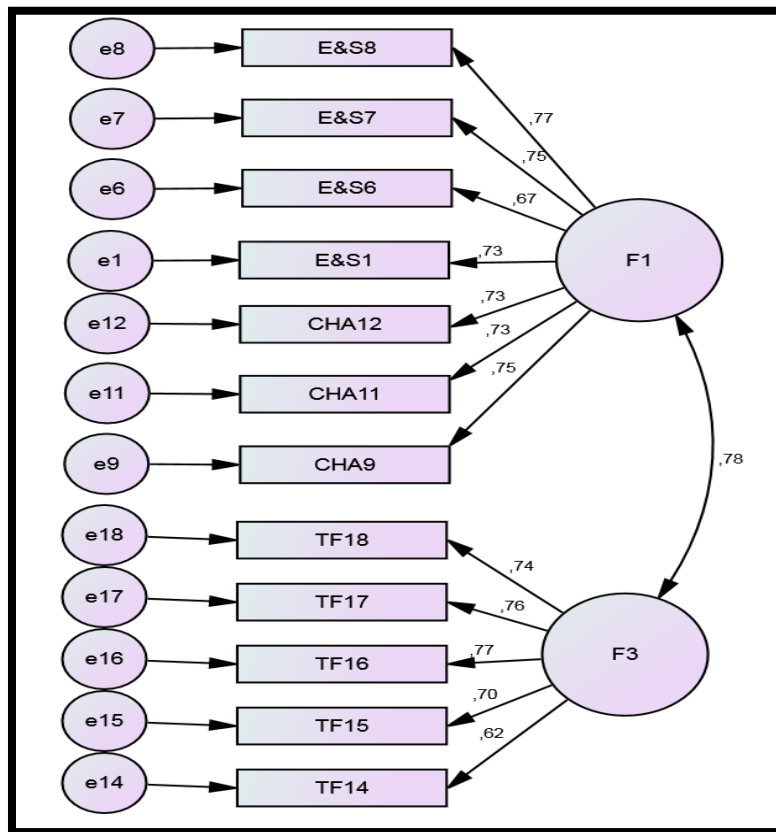 e8 E&S8
,77
e7 E&S7
,75
e6 E&S6
,67
e1 E&S1
,73
F1
e12 CHA12
,73
e11 CHA11
,73
e9 CHA9
,75
,78
e18 TF18
,74
e17 TF17
,76
e16 TF16
,77
F3
e15 TF15
,70
e14 TF14
,62